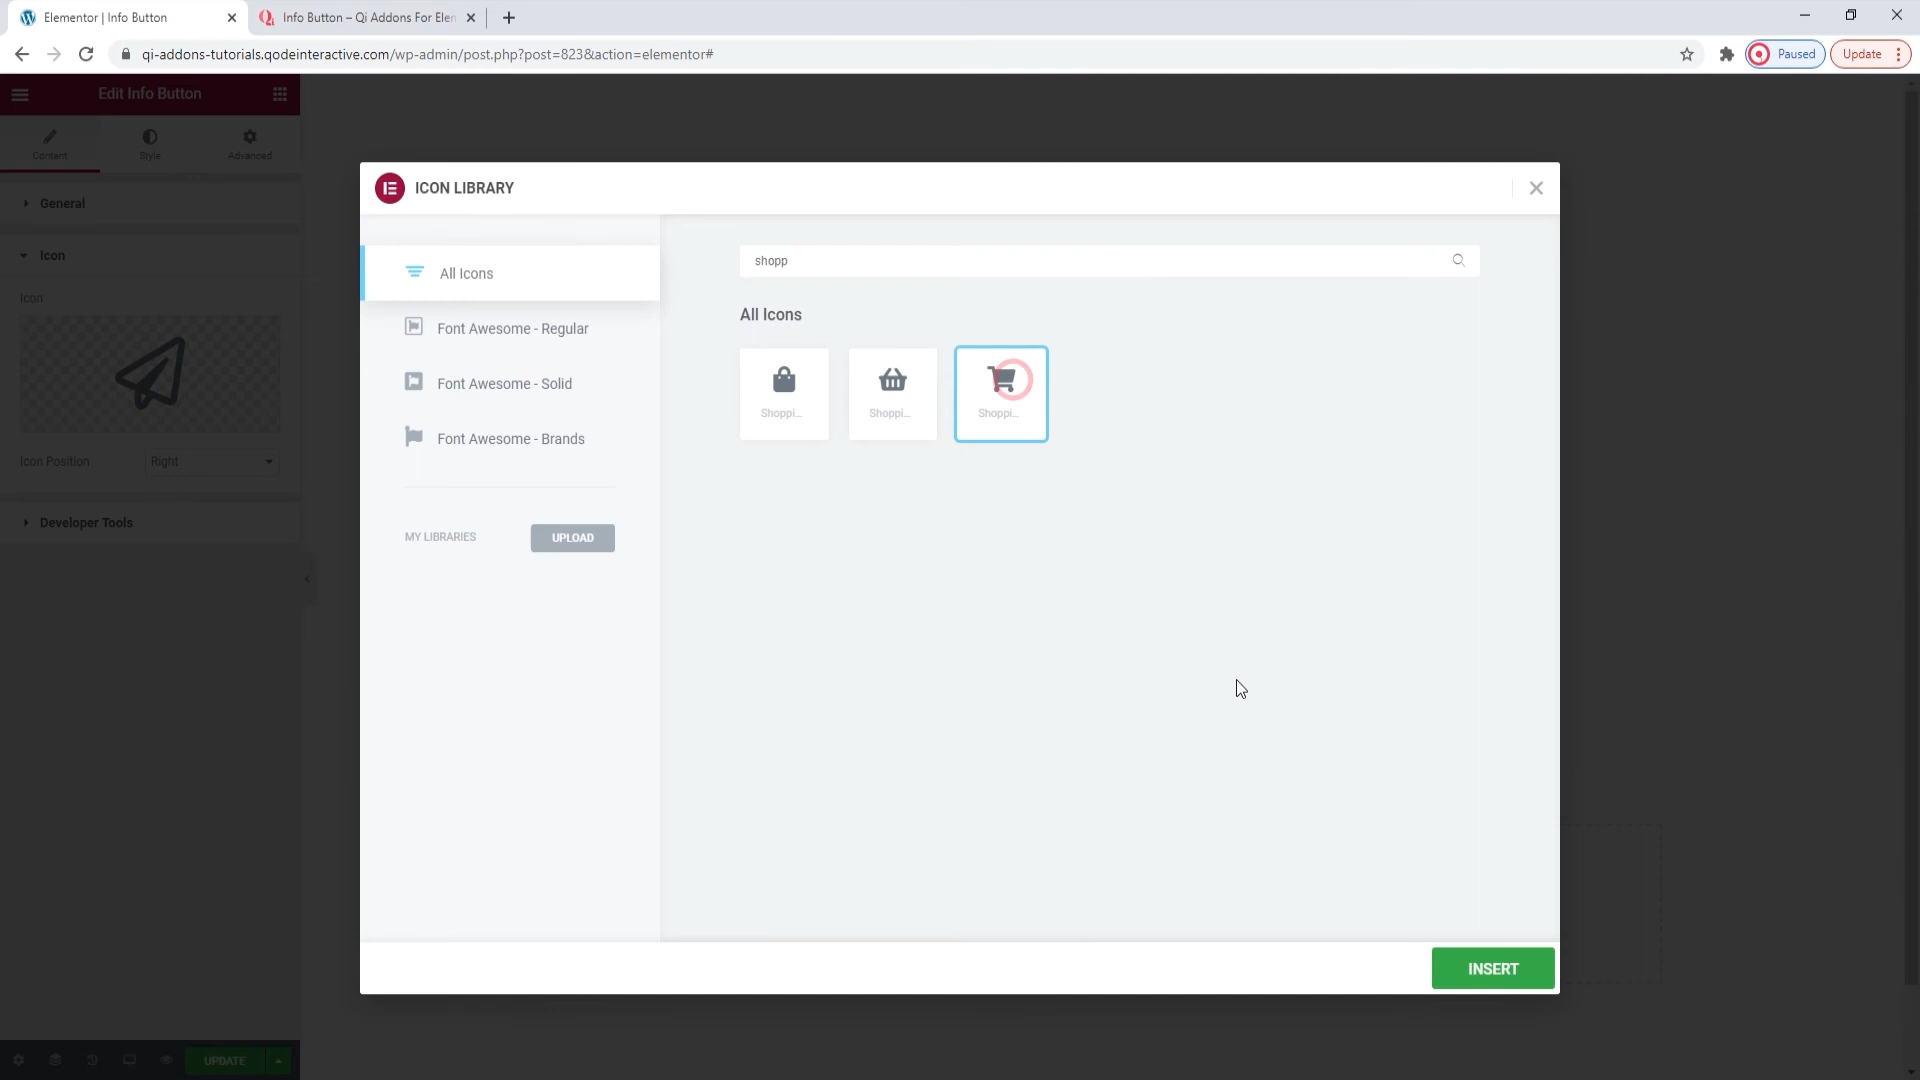 Elementor | Info Button
Info Button – Qi Addons For Elen
qi-addons-tutorials.qodeinteractive.com/wp-admin/post.php?post=823&action=elementor#
Paused
Update
Edit Info Button
Content
Style
Advanced
General
Icon
Icon
Icon Position
Right
Developer Tools
UPDATE
ICON LIBRARY
All Icons
Font Awesome - Regular
Font Awesome - Solid
Font Awesome - Brands
MY LIBRARIES
UPLOAD
shopp
All Icons
Shoppi...
Shoppi...
Shoppi...
INSERT